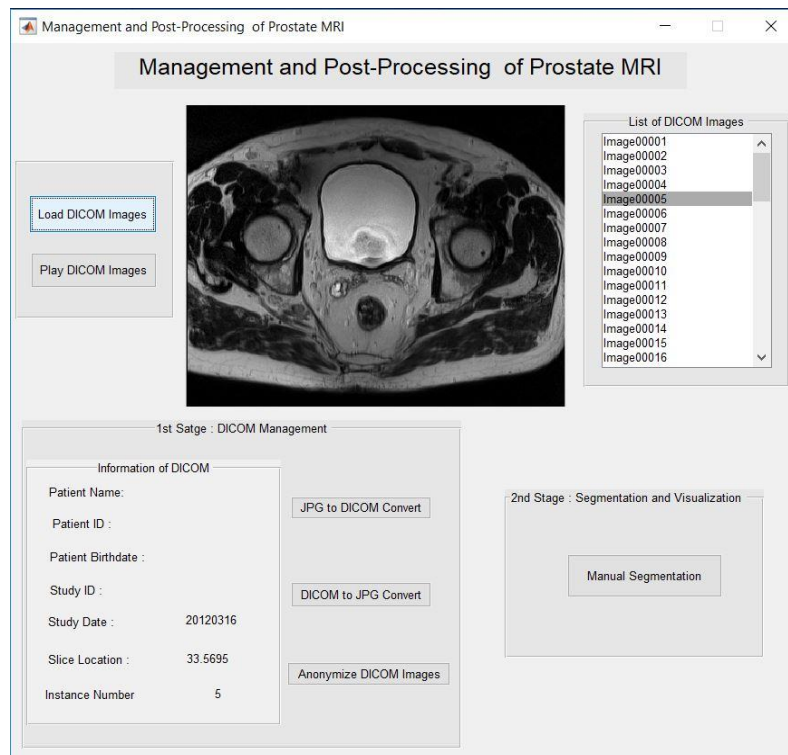 Management and Post-Processing of Prostate MRI
Management and Post-Processing of Prostate MRI
Load DICOM Images
Play DICOM Images
List of DICOM Images
Image00001
Image00002
Image00003
Image00004
Image00005
Image00006
Image00007
Image00008
Image00009
Image00010
Image00011
Image00012
Image00013
Image00014
Image00015
Image00016
1st Satge : DICOM Management
Information of DICOM
Patient Name:
Patient ID :
Patient Birthdate :
Study ID :
Study Date : 20120316
Slice Location : 33.5695
Instance Number 5
JPG to DICOM Convert
DICOM to JPG Convert
Anonymize DICOM Images
2nd Stage : Segmentation and Visualization
Manual Segmentation